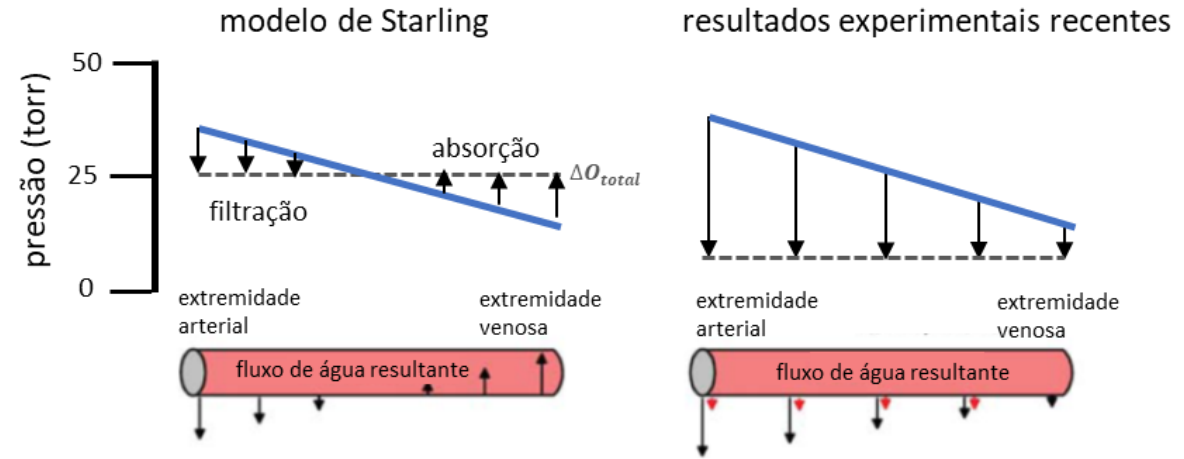 modelo de Starling
resultados experimentais recentes
pressão (torr)
50
25
0
absorção
ΔO_total
filtração
extremidade
arterial
extremidade
venosa
fluxo de água resultante
extremidade
arterial
extremidade
venosa
fluxo de água resultante